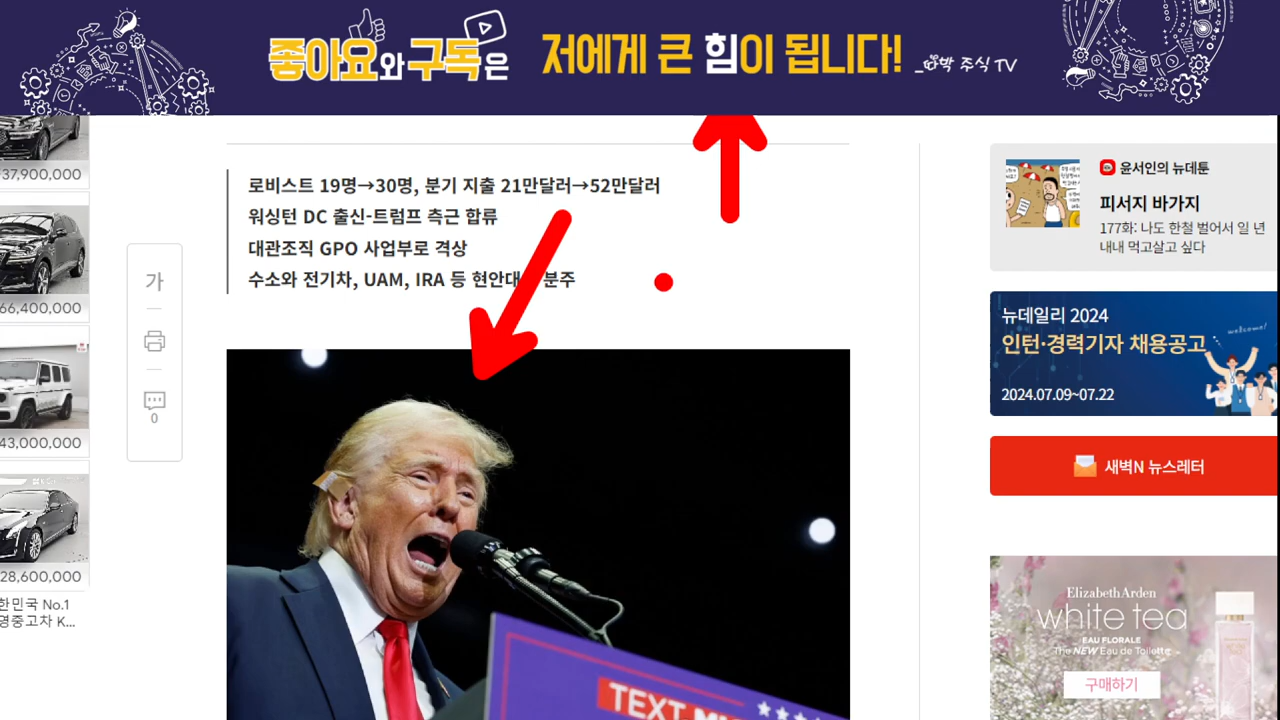 좋아요와 구독은 저에게 큰 힘이 됩니다!
주식 TV
37,900,000
66,400,000
43,000,000
28,600,000
한민국 No.1
영중고차 K...
가
0
로비스트 19명→30명, 분기 지출 21만달러→52만달러
워싱턴 DC 출신-트럼프 측근 합류
대관조직 GPO 사업부로 격상
수소와 전기차, UAM, IRA 등 현안대 분주
TEXT
윤서인의 뉴데툰
피서지 바가지
177화: 나도 한철 벌어서 일 년
내내 먹고살고 싶다
뉴데일리 2024
welcome!
인턴·경력기자 채용공고
2024.07.09~07.22
새벽N 뉴스레터
Elizabeth Arden
white tea
EAU FLORALE
The NEW Eau de Toilette
구매하기